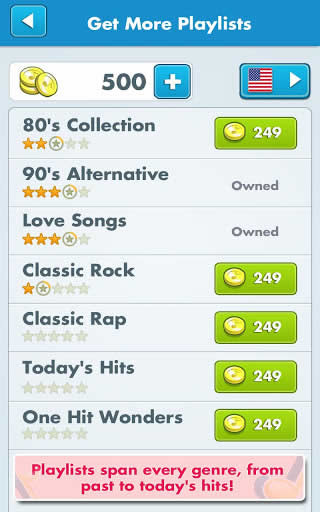 Get More Playlists
500 +
80's Collection
249
90's Alternative
Owned
Love Songs
Owned
Classic Rock
249
Classic Rap
249
Today's Hits
249
One Hit Wonders
249
Playlists span every genre, from
past to today's hits!